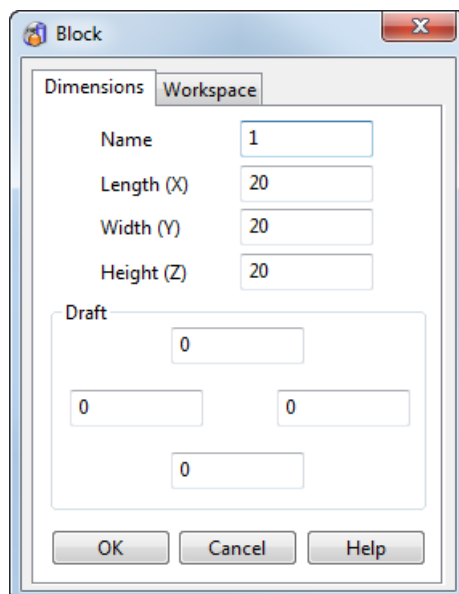 Block
Dimensions Workspace
Name 1
Length (X) 20
Width (Y) 20
Height (Z) 20
Draft
0
0 0
0
OK Cancel Help